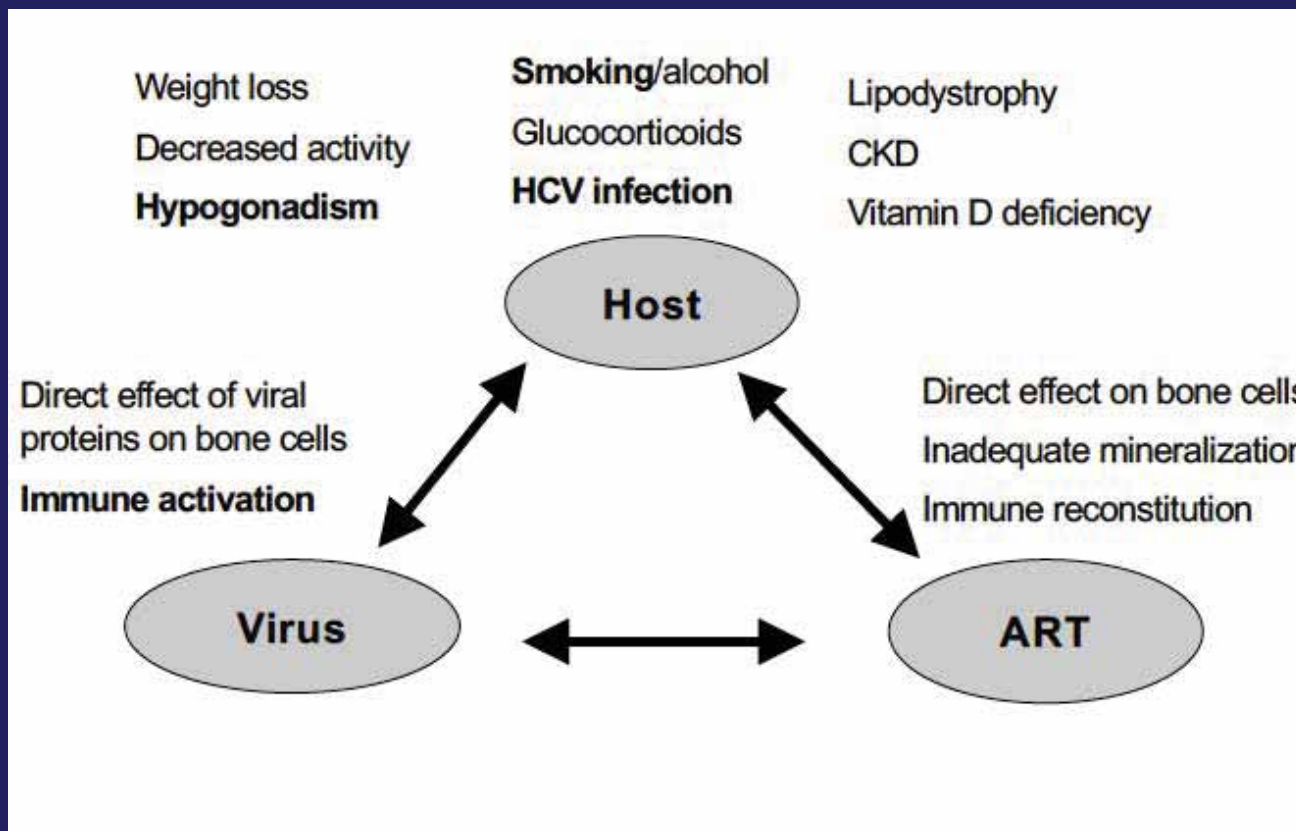 Weight loss
Decreased activity
Hypogonadism
Smoking/alcohol
Glucocorticoids
HCV infection
Lipodystrophy
CKD
Vitamin D deficiency
Host
Direct effect of viral
proteins on bone cells
Immune activation
Direct effect on bone cells
Inadequate mineralization
Immune reconstitution
Virus
ART